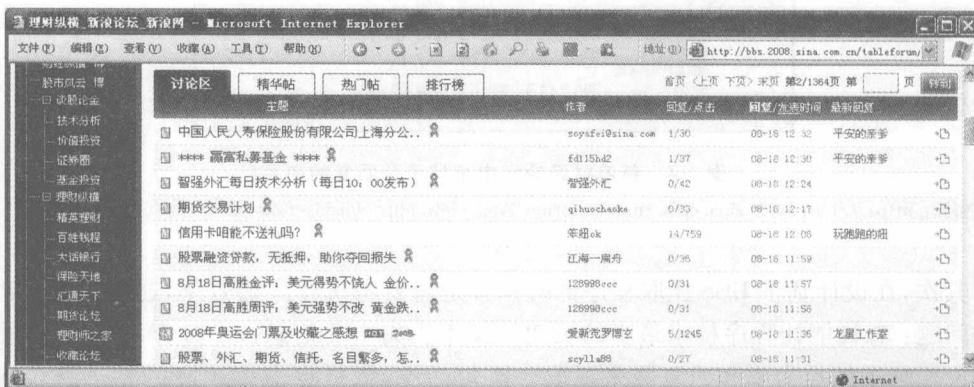 理财纵横_新浪论坛_新浪网 - Microsoft Internet Explorer
文件(F) 编辑(E) 查看(V) 收藏(A) 工具(T) 帮助(H) 地址(D) http://bbs.2008.sina.com.cn/tableforum/
股市风云 博
谈股论金
技术分析
价值投资
证券圈
基金投资
理财纵横
精英理财
百姓钱程
大话银行
保险天地
汇通天下
期货论坛
理财师之家
收藏论坛
讨论区 精华帖 热门帖 排行榜 首页 <上页 下页> 末页 第2/1364页 第 页 转到
主题 作者 回复/点击 回复/发表时间 最新回复
中国人民人寿保险股份有限公司上海分公.. soyafei@sina.com 1/30 08-18 12:32 平安的亲爹
**** 赢富私募基金 **** fd115hd2 1/37 08-18 12:30 平安的亲爹
智强外汇每日技术分析（每日10：00发布） 智强外汇 0/42 08-18 12:24
期货交易计划 qihuochaoke 0/33 08-18 12:17
信用卡咱能不送礼吗？ 笨妞ok 14/759 08-18 12:08 玩跑跑的妞
股票融资贷款，无抵押，助你夺回损失 江海一扁舟 0/36 08-18 11:59
8月18日高胜金评：美元得势不饶人 金价.. 128990ccc 0/31 08-18 11:57
8月18日高胜周评：美元强势不改 黄金跌.. 128990ccc 0/31 08-18 11:56
2008年奥运会门票及收藏之感想 HOT 2008 爱新觉罗博玄 5/1245 08-18 11:36 龙星工作室
股票、外汇、期货、信托，名目繁多，怎.. scylla88 0/27 08-18 11:31
Internet